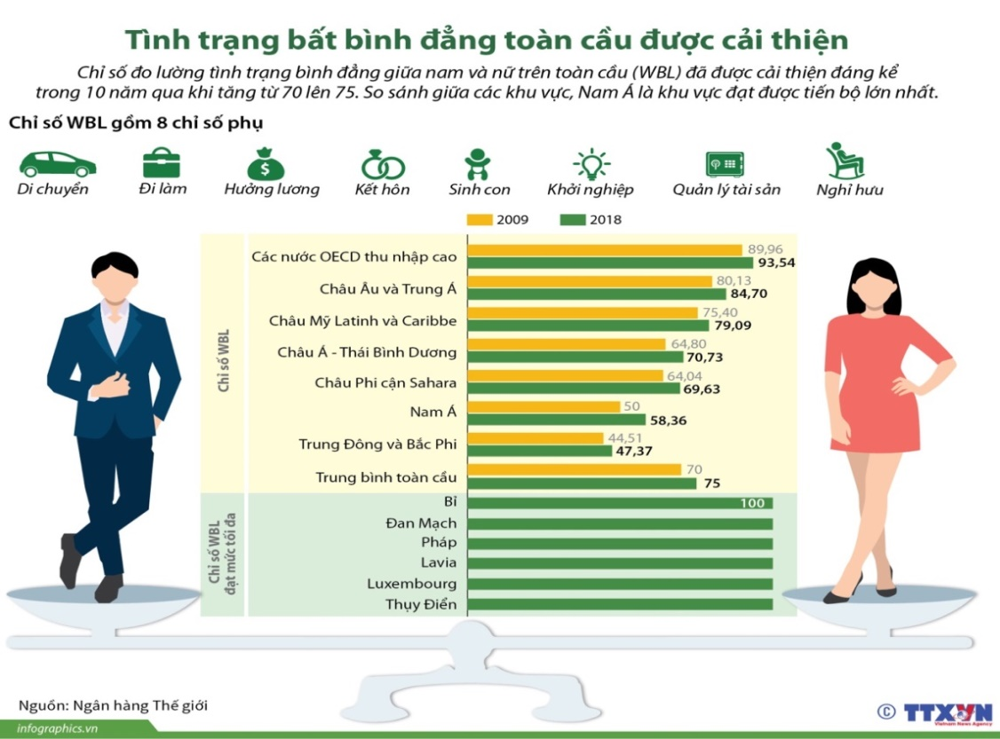 Tình trạng bất bình đẳng toàn cầu được cải thiện
Chỉ số đo lường tình trạng bình đẳng giữa nam và nữ trên toàn cầu (WBL) đã được cải thiện đáng kể
trong 10 năm qua khi tăng từ 70 lên 75. So sánh giữa các khu vực, Nam Á là khu vực đạt được tiến bộ lớn nhất.
Chỉ số WBL gồm 8 chỉ số phụ
Di chuyển
Đi làm
Hưởng lương
Kết hôn
Sinh con
Khởi nghiệp
Quản lý tài sản
Nghỉ hưu
2009
2018
Chỉ số WBL
Các nước OECD thu nhập cao
89,96
93,54
Châu Âu và Trung Á
80,13
84,70
Châu Mỹ Latinh và Caribbe
75,40
79,09
Châu Á - Thái Bình Dương
64,80
70,73
Châu Phi cận Sahara
64,04
69,63
Nam Á
50
58,36
Trung Đông và Bắc Phi
44,51
47,37
Trung bình toàn cầu
70
75
Chỉ số WBL
đạt mức tối đa
Bỉ
100
Đan Mạch
Pháp
Lavia
Luxembourg
Thụy Điển
$
Nguồn: Ngân hàng Thế giới
infographics.vn
© TTXVN
Vietnam News Agency